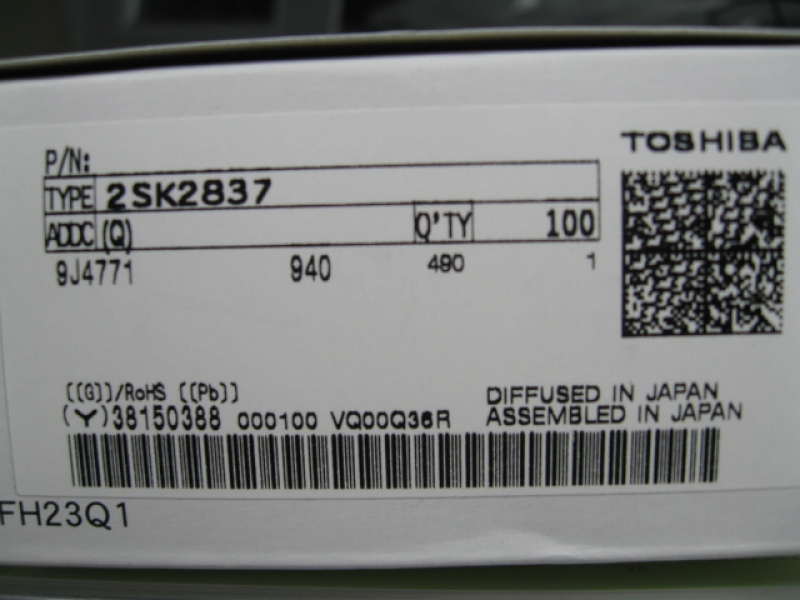 TOSHIBA
P/N:
TYPE 2SK2837
ADDC (Q) Q'TY 100
9J4771 940 490 1
[[G]]/RoHS [[Pb]]
DIFFUSED IN JAPAN
(Y)38150388 000100 VQ00Q36R
ASSEMBLED IN JAPAN
FH23Q1